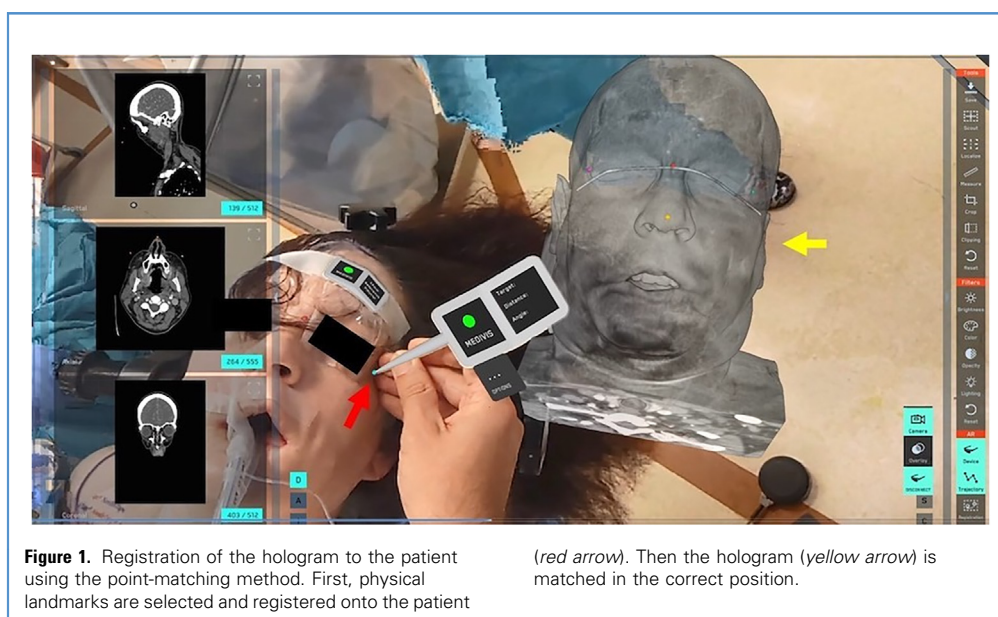 Sagittal
139 / 512
264 / 555
403 / 512
D
A
MEDIVIS
Target:
Distance:
Angle:
...
OPTIONS
Tools
Save
Scout
Localize
Measure
Crop
Clipping
Reset
Filters
Brightness
Color
Opacity
Lighting
Reset
AR
Device
Trajectory
Registration
Camera
Overlay
DISCONNECT
S
C
Figure 1. Registration of the hologram to the patient
using the point-matching method. First, physical
landmarks are selected and registered onto the patient
(red arrow). Then the hologram (yellow arrow) is
matched in the correct position.